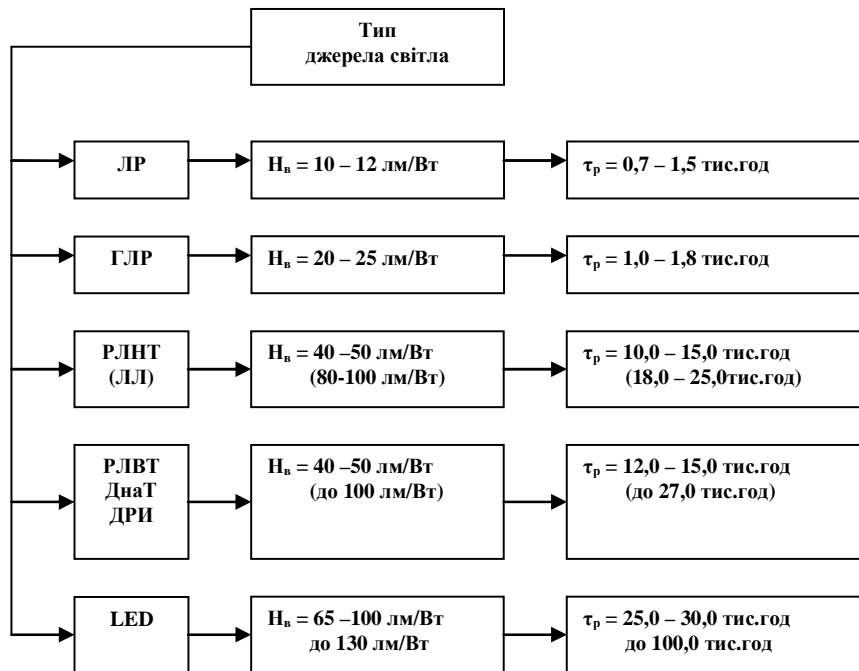 Тип
джерела світла
ЛР
Нв = 10 – 12 лм/Вт
τр = 0,7 – 1,5 тис.год
ГЛР
Нв = 20 – 25 лм/Вт
τр = 1,0 – 1,8 тис.год
РЛНТ
(ЛЛ)
Нв = 40 –50 лм/Вт
(80-100 лм/Вт)
τр = 10,0 – 15,0 тис.год
(18,0 – 25,0тис.год)
РЛВТ
ДнаТ
ДРИ
Нв = 40 –50 лм/Вт
(до 100 лм/Вт)
τр = 12,0 – 15,0 тис.год
(до 27,0 тис.год)
LED
Нв = 65 –100 лм/Вт
до 130 лм/Вт
τр = 25,0 – 30,0 тис.год
до 100,0 тис.год